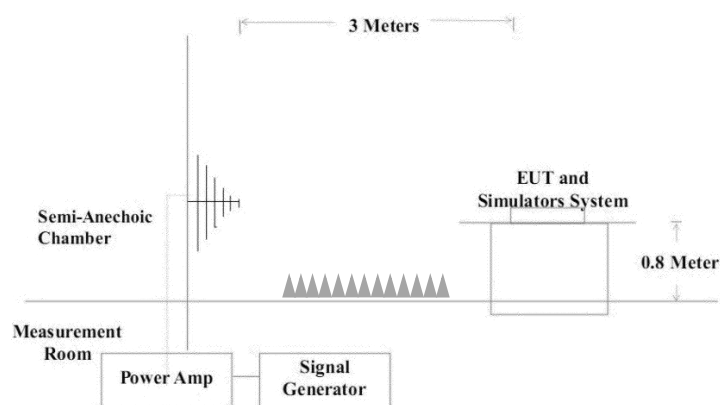 3 Meters
EUT and
Simulators System
Semi-Anechoic
Chamber
0.8 Meter
Measurement
Room
Power Amp
Signal
Generator